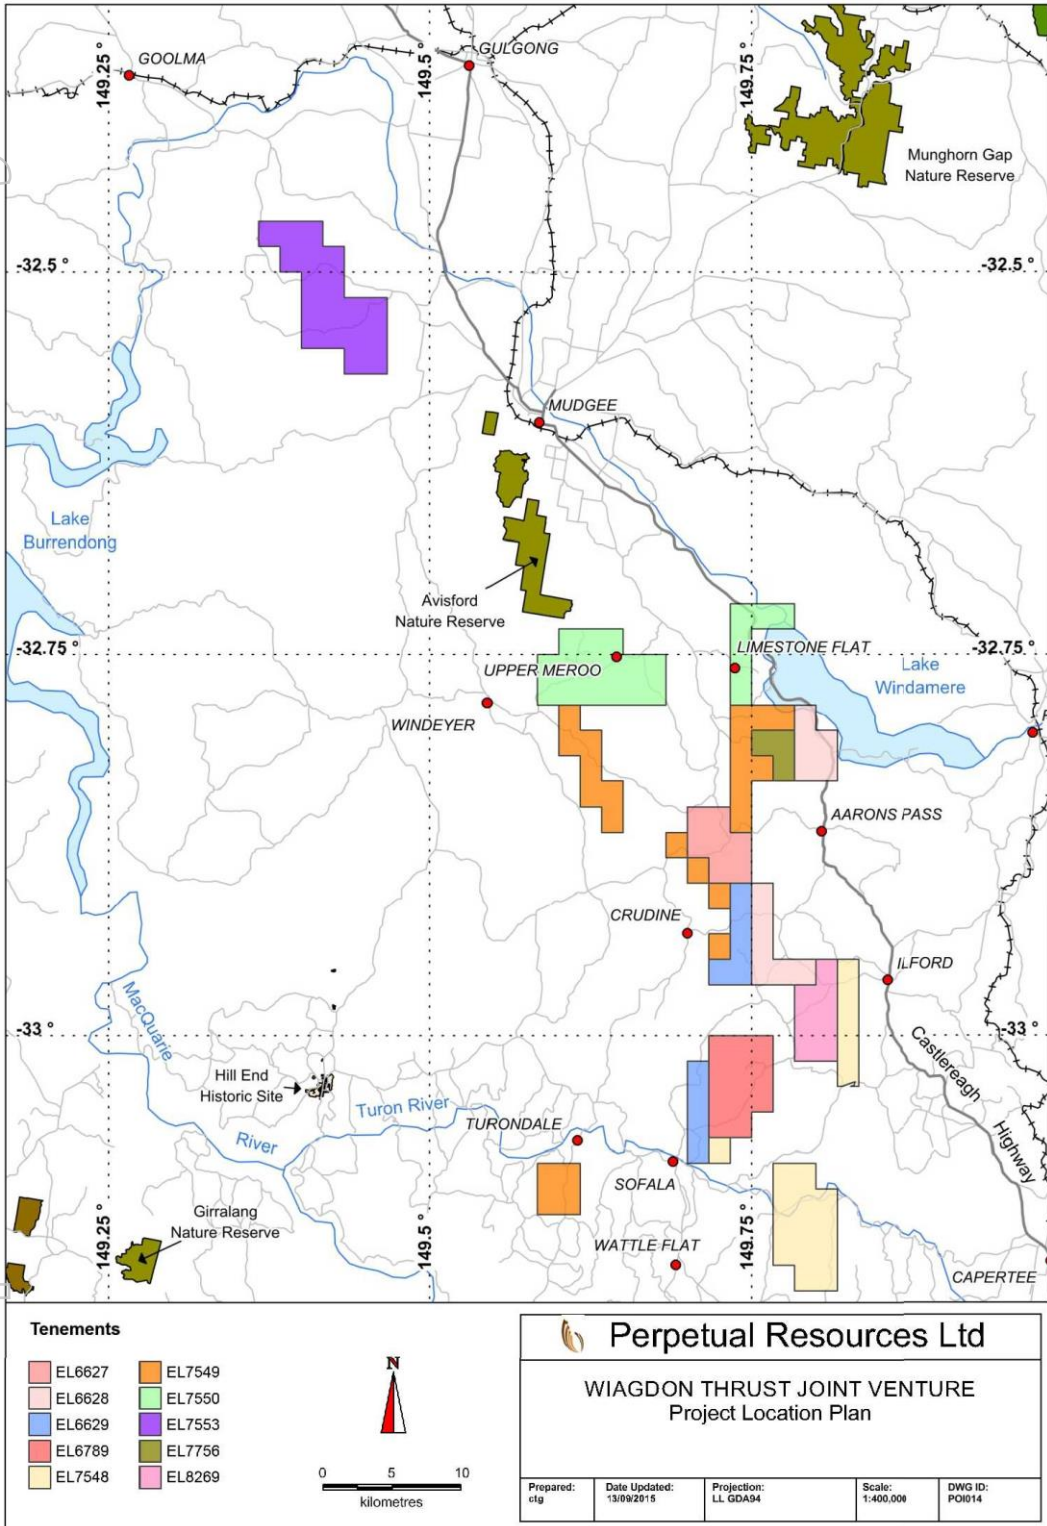 GOOLMA
GULGONG
149.25 °
149.5 °
149.75 °
Munghorn Gap
Nature Reserve
-32.5 °
-32.5 °
MUDGEE
Lake
Burrendong
Avisford
Nature Reserve
-32.75 °
-32.75 °
UPPER MEROO
LIMESTONE FLAT
Lake
Windamere
WINDEYER
AARONS PASS
CRUDINE
ILFORD
MacQuarie
River
-33 °
-33 °
Castlereagh
Highway
Hill End
Historic Site
Turon River
TURONDALE
SOFALA
Girralang
Nature Reserve
WATTLE FLAT
CAPERTEE
149.25 °
149.5 °
149.75 °
Tenements
EL6627
EL6628
EL6629
EL6789
EL7548
EL7549
EL7550
EL7553
EL7756
EL8269
N
0 5 10
kilometres
Perpetual Resources Ltd
WIAGDON THRUST JOINT VENTURE
Project Location Plan
Prepared:
ctg
Date Updated:
13/09/2015
Projection:
LL GDA94
Scale:
1:400,000
DWG ID:
POI014